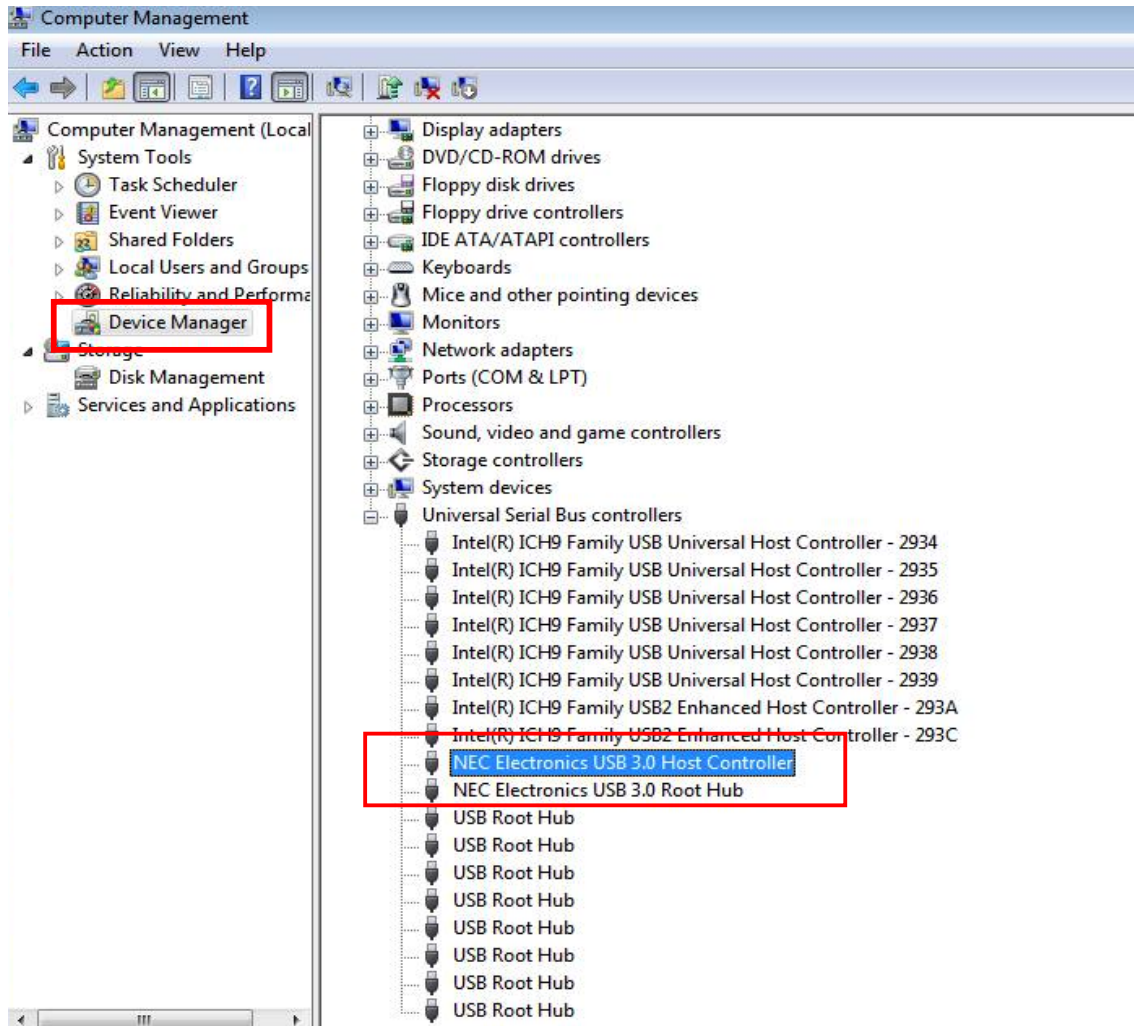 Computer Management
File Action View Help
Computer Management (Local
System Tools
Task Scheduler
Event Viewer
Shared Folders
Local Users and Groups
Reliability and Performa
Device Manager
Storage
Disk Management
Services and Applications
Display adapters
DVD/CD-ROM drives
Floppy disk drives
Floppy drive controllers
IDE ATA/ATAPI controllers
Keyboards
Mice and other pointing devices
Monitors
Network adapters
Ports (COM & LPT)
Processors
Sound, video and game controllers
Storage controllers
System devices
Universal Serial Bus controllers
Intel(R) ICH9 Family USB Universal Host Controller - 2934
Intel(R) ICH9 Family USB Universal Host Controller - 2935
Intel(R) ICH9 Family USB Universal Host Controller - 2936
Intel(R) ICH9 Family USB Universal Host Controller - 2937
Intel(R) ICH9 Family USB Universal Host Controller - 2938
Intel(R) ICH9 Family USB Universal Host Controller - 2939
Intel(R) ICH9 Family USB2 Enhanced Host Controller - 293A
Intel(R) ICH9 Family USB2 Enhanced Host Controller - 293C
NEC Electronics USB 3.0 Host Controller
NEC Electronics USB 3.0 Root Hub
USB Root Hub
USB Root Hub
USB Root Hub
USB Root Hub
USB Root Hub
USB Root Hub
USB Root Hub
USB Root Hub